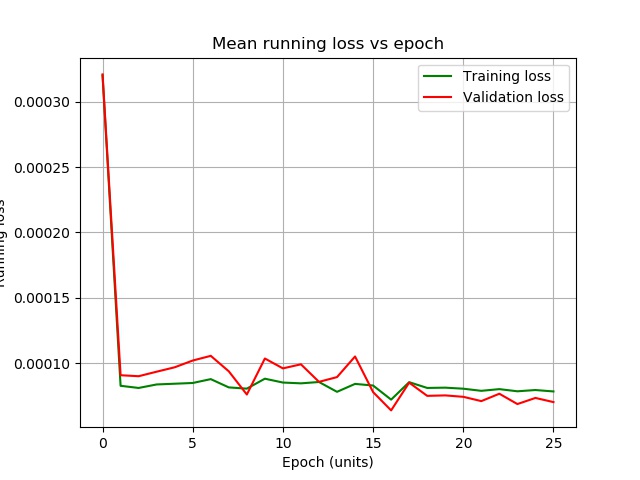 Mean running loss vs epoch
Training loss
Validation loss
0.00030
0.00025
0.00020
0.00015
0.00010
Running loss
0 5 10 15 20 25
Epoch (units)